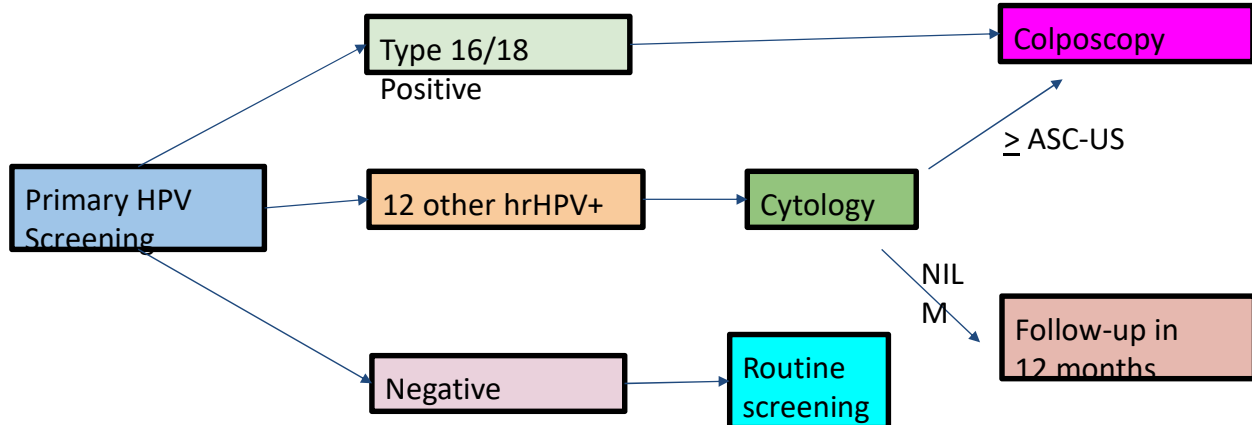 Type 16/18
Positive
Colposcopy
≥ ASC-US
Primary HPV
Screening
12 other hrHPV+
Cytology
NIL
M
Follow-up in
12 months
Negative
Routine
screening